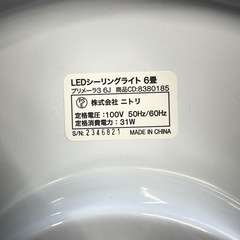 LEDシーリングライト 6畳
プリメーラ3 6J 商品CD:8380185
株式会社 ニトリ
定格電圧:100V 50Hz/60Hz
定格消費電力:31W
S/N: 2346821 MADE IN CHINA